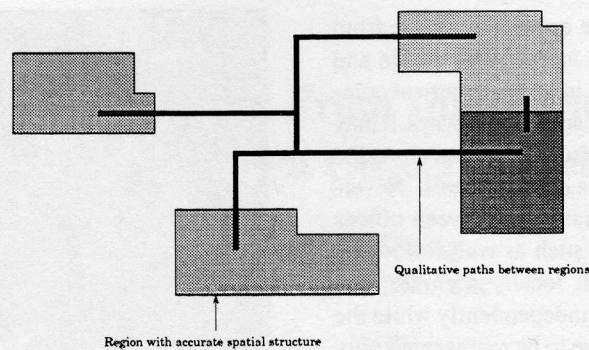 Qualitative paths between regions
Region with accurate spatial structure